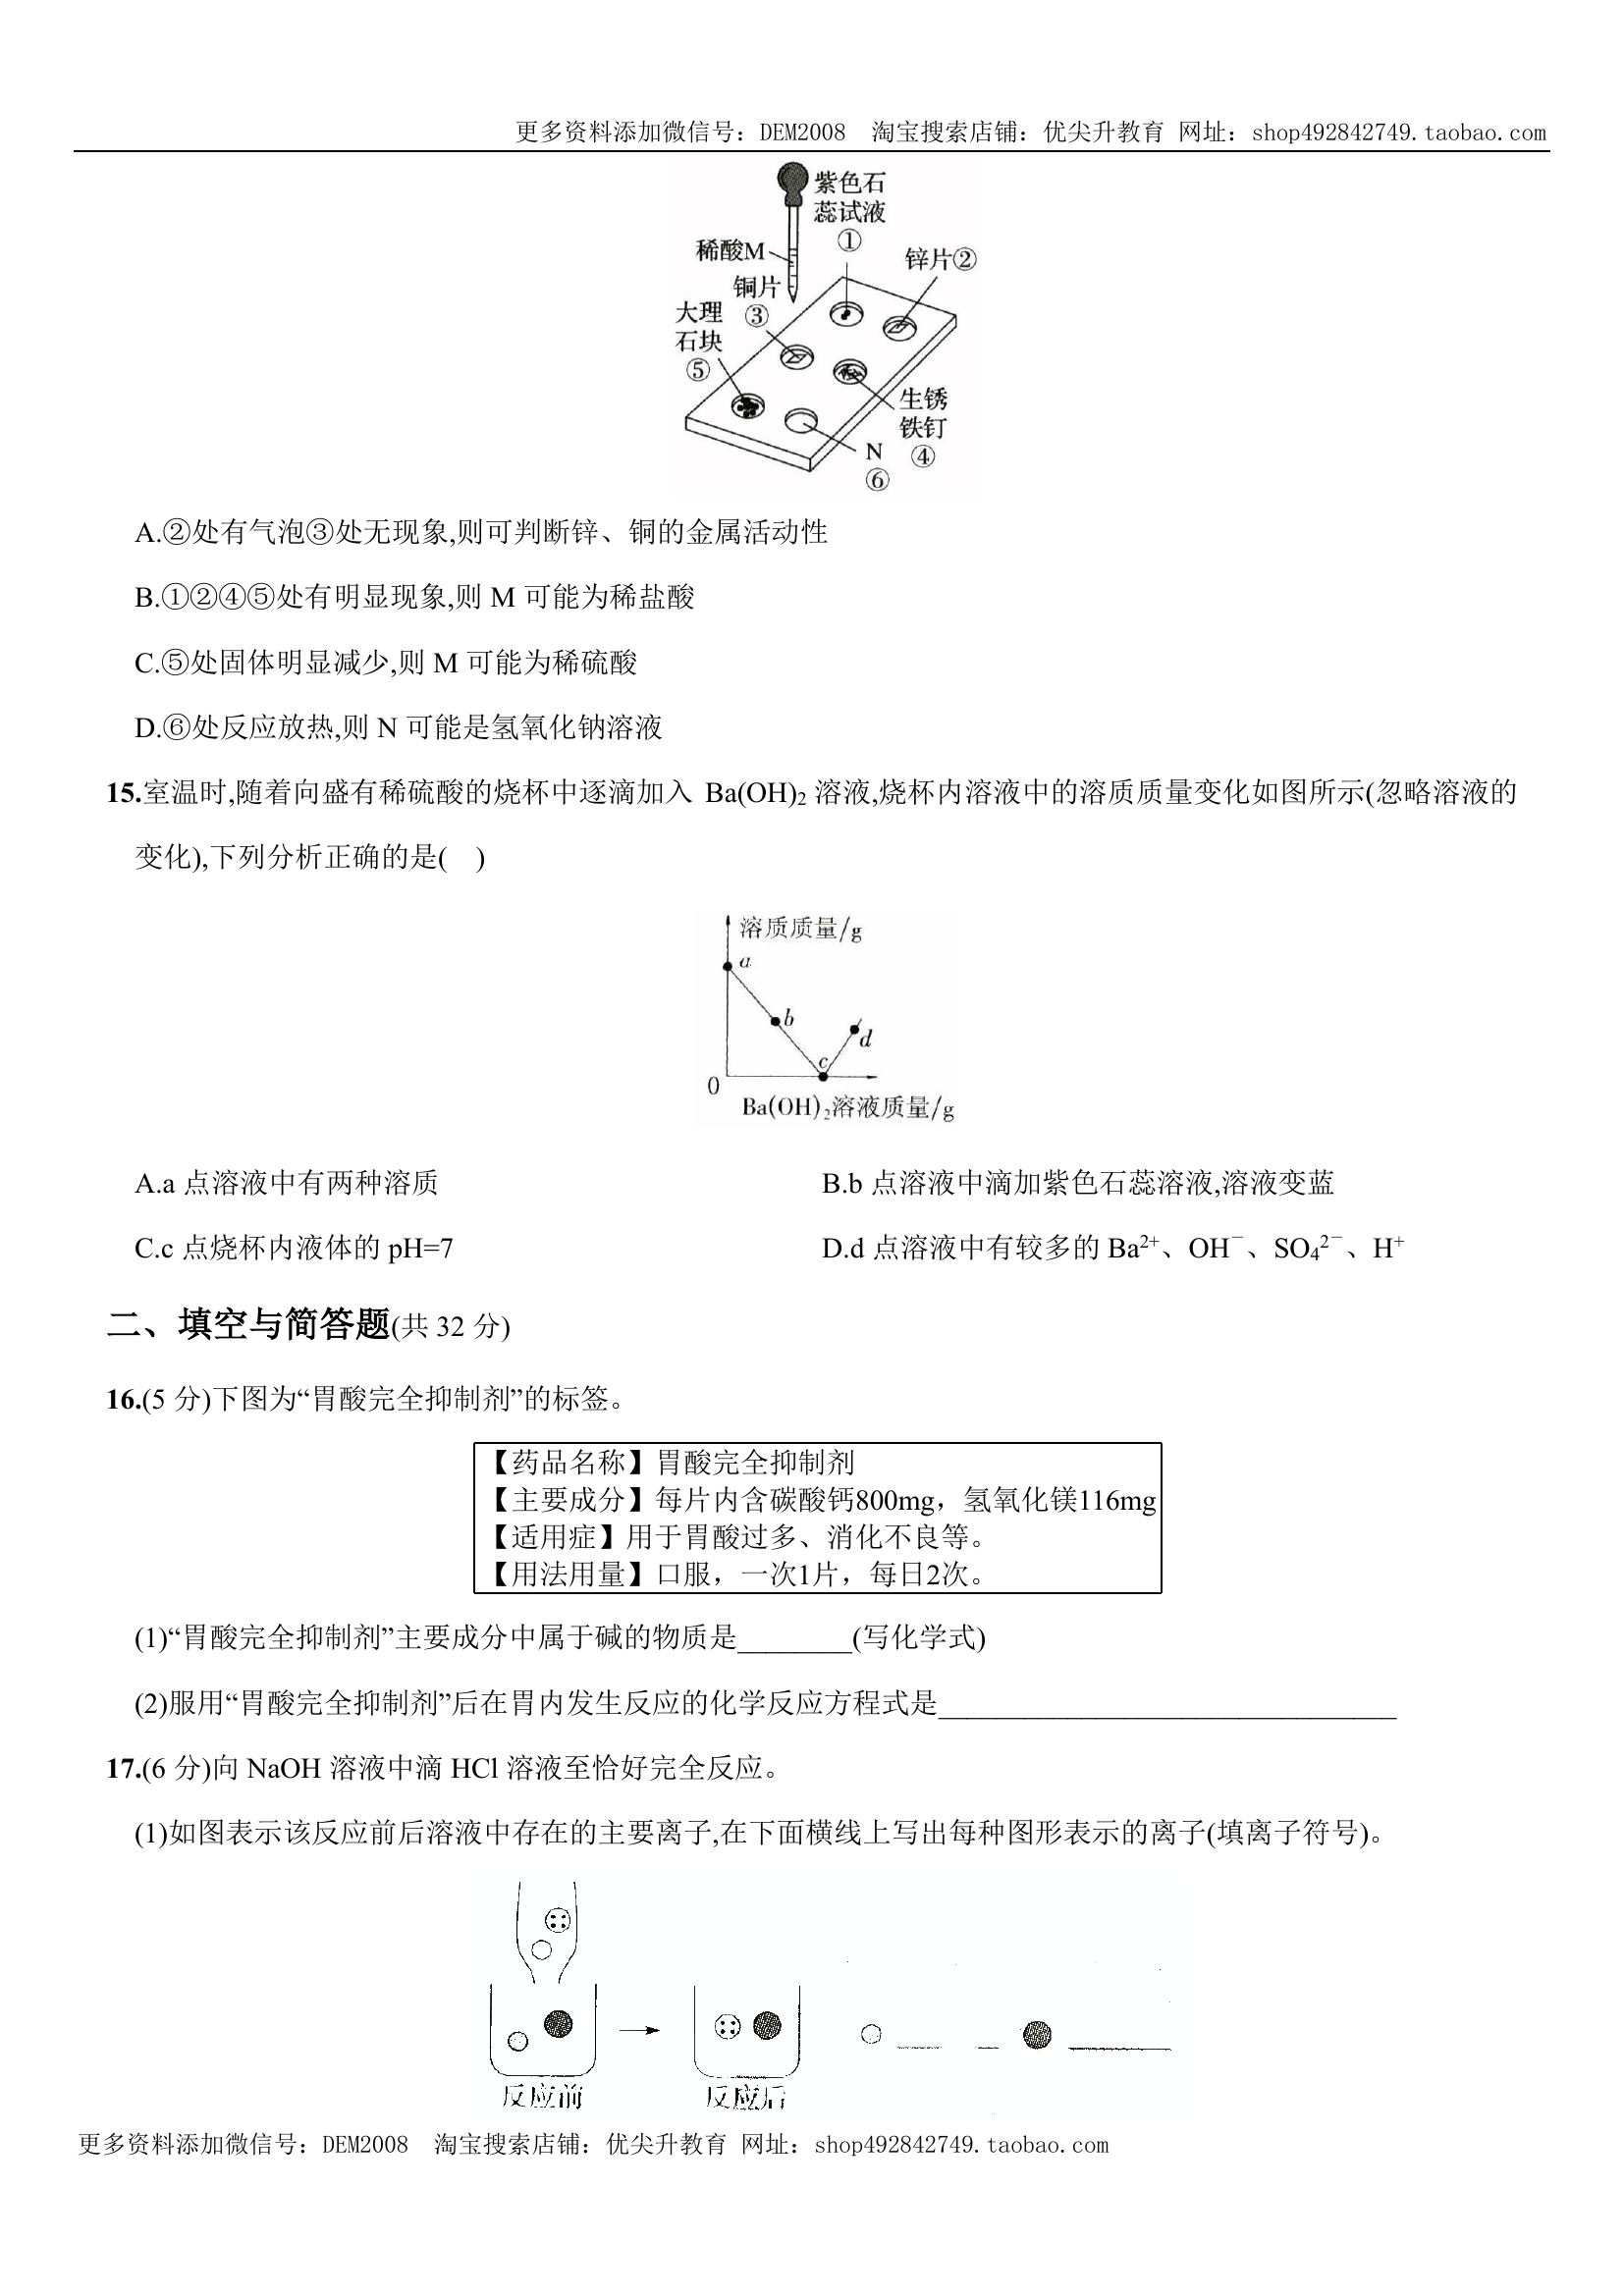 更多资料添加微信号：DEM2008 淘宝搜索店铺：优尖升教育 网址：shop492842749.taobao.com
紫色石
蕊试液
①
稀酸M
锌片②
铜片
③
大理
石块
⑤
生锈
铁钉
④
N
⑥
A.②处有气泡③处无现象,则可判断锌、铜的金属活动性
B.①②④⑤处有明显现象,则 M 可能为稀盐酸
C.⑤处固体明显减少,则 M 可能为稀硫酸
D.⑥处反应放热,则 N 可能是氢氧化钠溶液
15.室温时,随着向盛有稀硫酸的烧杯中逐滴加入 Ba(OH)₂ 溶液,烧杯内溶液中的溶质质量变化如图所示(忽略溶液的
变化),下列分析正确的是( )
溶质质量/g
a
b
c
d
0
Ba(OH)₂溶液质量/g
A.a 点溶液中有两种溶质 B.b 点溶液中滴加紫色石蕊溶液,溶液变蓝
C.c 点烧杯内液体的 pH=7 D.d 点溶液中有较多的 Ba²⁺、OH⁻、SO₄²⁻、H⁺
二、填空与简答题(共 32 分)
16.(5 分)下图为“胃酸完全抑制剂”的标签。
【药品名称】胃酸完全抑制剂
【主要成分】每片内含碳酸钙800mg，氢氧化镁116mg
【适用症】用于胃酸过多、消化不良等。
【用法用量】口服，一次1片，每日2次。
(1)“胃酸完全抑制剂”主要成分中属于碱的物质是________(写化学式)
(2)服用“胃酸完全抑制剂”后在胃内发生反应的化学反应方程式是________________________________
17.(6 分)向 NaOH 溶液中滴 HCl 溶液至恰好完全反应。
(1)如图表示该反应前后溶液中存在的主要离子,在下面横线上写出每种图形表示的离子(填离子符号)。
反应前 反应后
更多资料添加微信号：DEM2008 淘宝搜索店铺：优尖升教育 网址：shop492842749.taobao.com